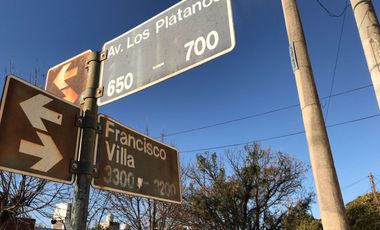 Av. Los Platanos
650 - 700
Francisco
Villa
3300 - 3200